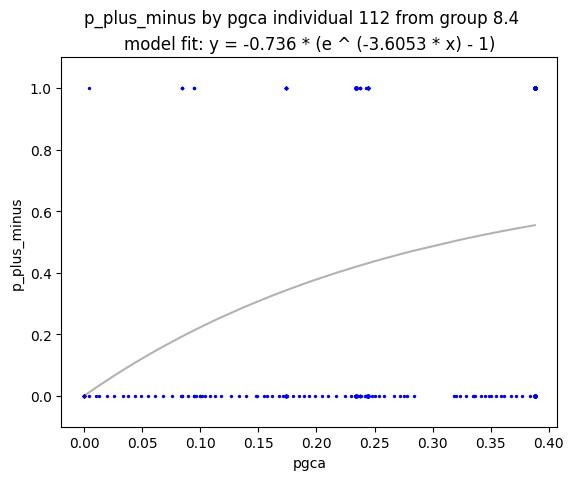 p_plus_minus by pgca individual 112 from group 8.4
model fit: y = -0.736 * (e ^ (-3.6053 * x) - 1)
1.0
0.8
0.6
0.4
0.2
0.0
p_plus_minus
0.00 0.05 0.10 0.15 0.20 0.25 0.30 0.35 0.40
pgca